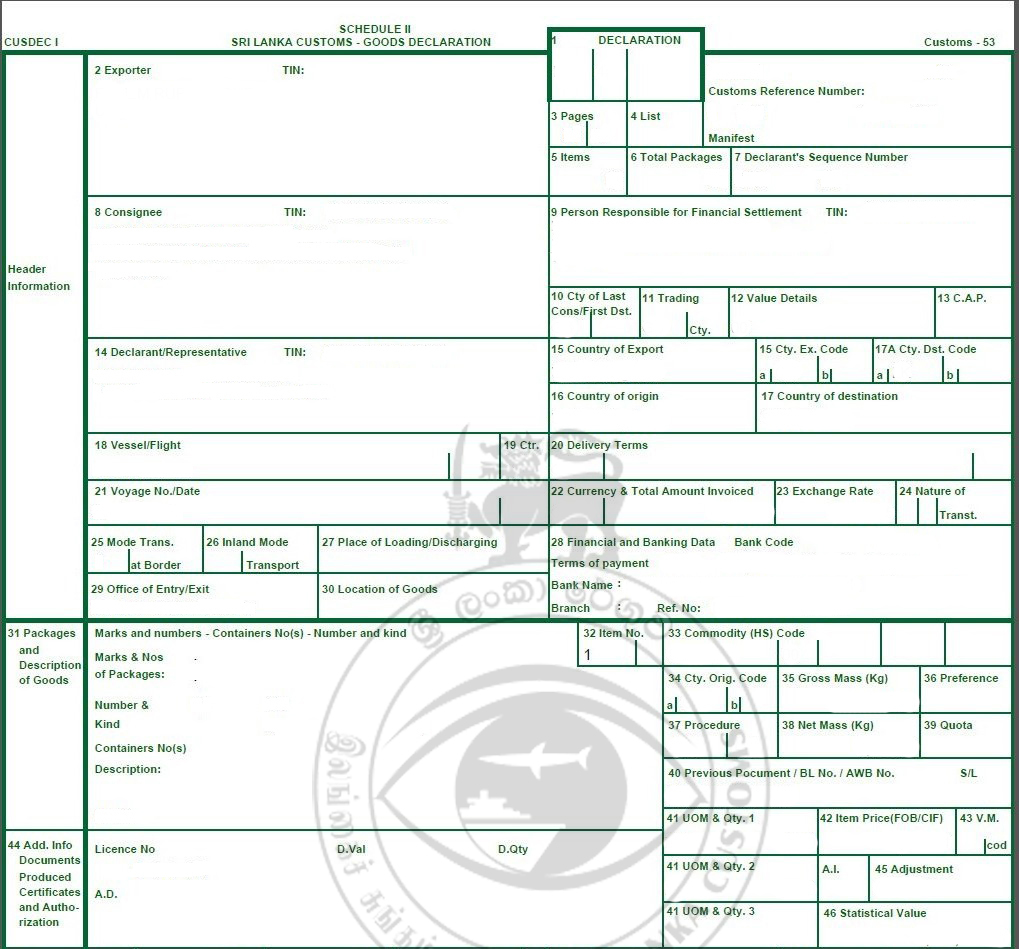 SCHEDULE II
CUSDEC I
SRI LANKA CUSTOMS - GOODS DECLARATION
1 DECLARATION
Customs - 53
2 Exporter TIN:
Customs Reference Number:
3 Pages
4 List
Manifest
5 Items
6 Total Packages
7 Declarant's Sequence Number
8 Consignee TIN:
9 Person Responsible for Financial Settlement TIN:
Header
Information
10 Cty of Last
Cons/First Dst.
11 Trading
Cty.
12 Value Details
13 C.A.P.
14 Declarant/Representative TIN:
15 Country of Export
15 Cty. Ex. Code
a b
17A Cty. Dst. Code
a b
16 Country of origin
17 Country of destination
18 Vessel/Flight
19 Ctr.
20 Delivery Terms
21 Voyage No./Date
22 Currency & Total Amount Invoiced
23 Exchange Rate
24 Nature of
Transt.
25 Mode Trans.
at Border
26 Inland Mode
Transport
27 Place of Loading/Discharging
28 Financial and Banking Data Bank Code
Terms of payment
Bank Name :
Branch : Ref. No:
29 Office of Entry/Exit
30 Location of Goods
31 Packages
and
Description
of Goods
Marks and numbers - Containers No(s) - Number and kind
Marks & Nos
of Packages:
Number &
Kind
Containers No(s)
Description:
32 Item No.
1
33 Commodity (HS) Code
34 Cty. Orig. Code
a b
35 Gross Mass (Kg)
36 Preference
37 Procedure
38 Net Mass (Kg)
39 Quota
40 Previous Pocument / BL No. / AWB No. S/L
41 UOM & Qty. 1
42 Item Price(FOB/CIF)
43 V.M.
cod
44 Add. Info
Documents
Produced
Certificates
and Autho-
rization
Licence No D.Val D.Qty
A.D.
41 UOM & Qty. 2
A.I.
45 Adjustment
41 UOM & Qty. 3
46 Statistical Value
ශ්‍රී ලංකා රේගුව